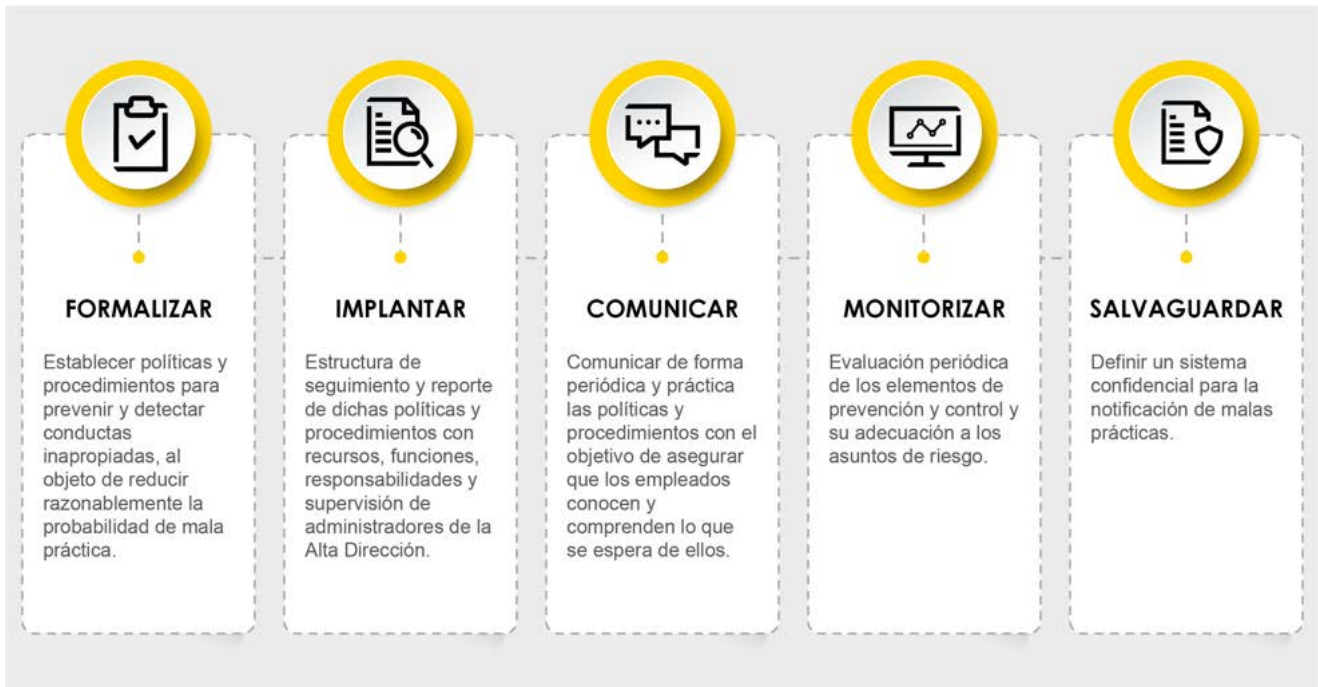 FORMALIZAR
Establecer políticas y
procedimientos para
prevenir y detectar
conductas
inapropiadas, al
objeto de reducir
razonablemente la
probabilidad de mala
práctica.
IMPLANTAR
Estructura de
seguimiento y reporte
de dichas políticas y
procedimientos con
recursos, funciones,
responsabilidades y
supervisión de
administradores de la
Alta Dirección.
COMUNICAR
Comunicar de forma
periódica y práctica
las políticas y
procedimientos con el
objetivo de asegurar
que los empleados
conocen y
comprenden lo que
se espera de ellos.
MONITORIZAR
Evaluación periódica
de los elementos de
prevención y control y
su adecuación a los
asuntos de riesgo.
SALVAGUARDAR
Definir un sistema
confidencial para la
notificación de malas
prácticas.